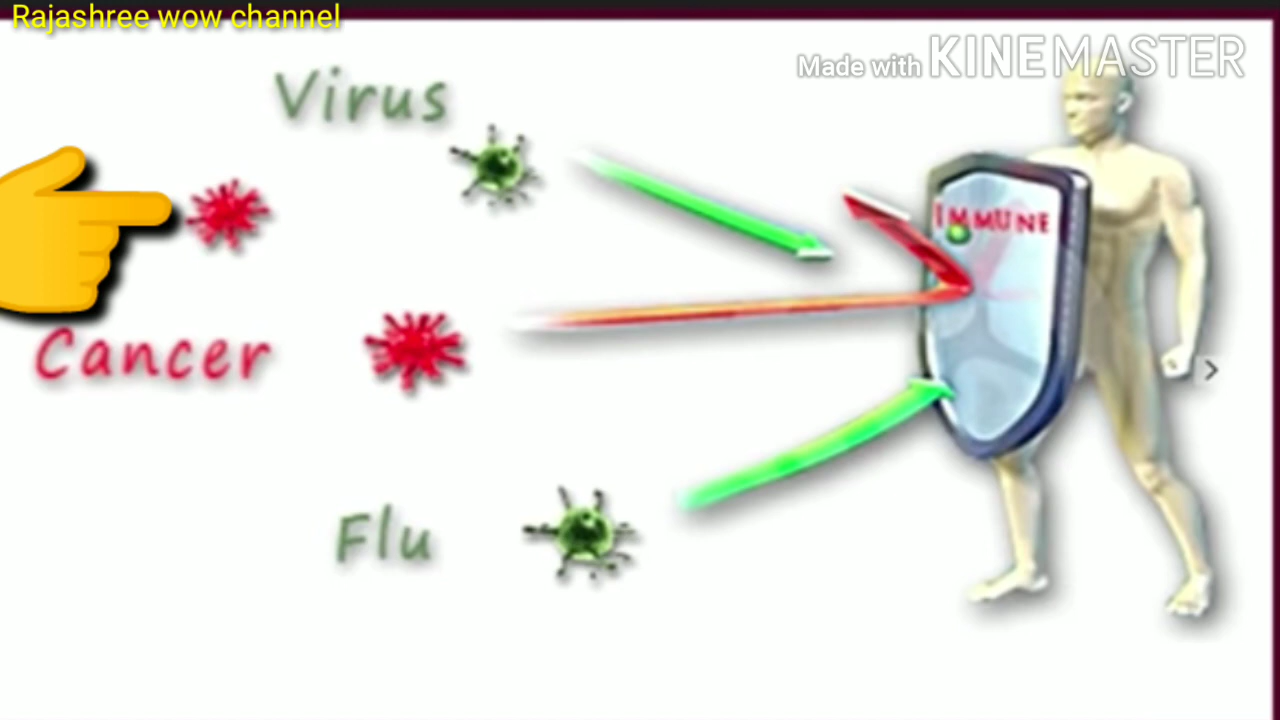 Rajashree wow channel
Made with KINEMASTER
Virus
IMMUNE
Cancer
Flu